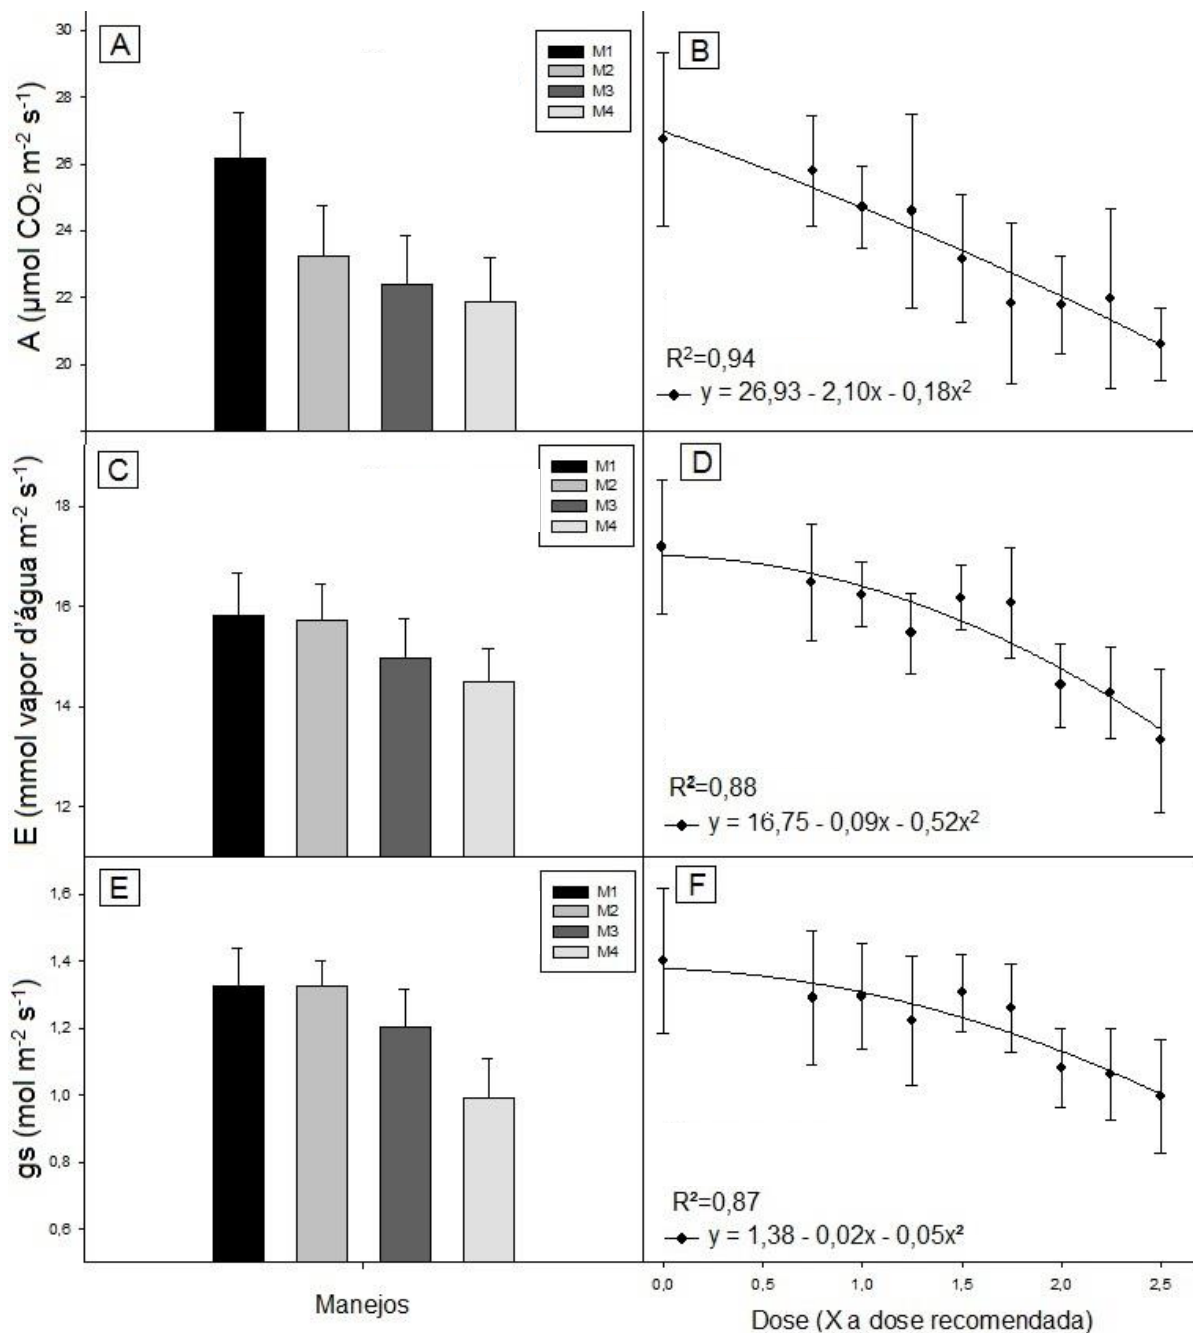 A
M1
M2
M3
M4
A (µmol CO₂ m⁻² s⁻¹)
30
28
26
24
22
20
B
R²=0,94
y = 26,93 - 2,10x - 0,18x²
C
M1
M2
M3
M4
E (mmol vapor d'água m⁻² s⁻¹)
18
16
14
12
D
R²=0,88
y = 16,75 - 0,09x - 0,52x²
E
M1
M2
M3
M4
gs (mol m⁻² s⁻¹)
1,6
1,4
1,2
1,0
0,8
0,6
Manejos
F
R²=0,87
y = 1,38 - 0,02x - 0,05x²
0,0 0,5 1,0 1,5 2,0 2,5
Dose (X a dose recomendada)